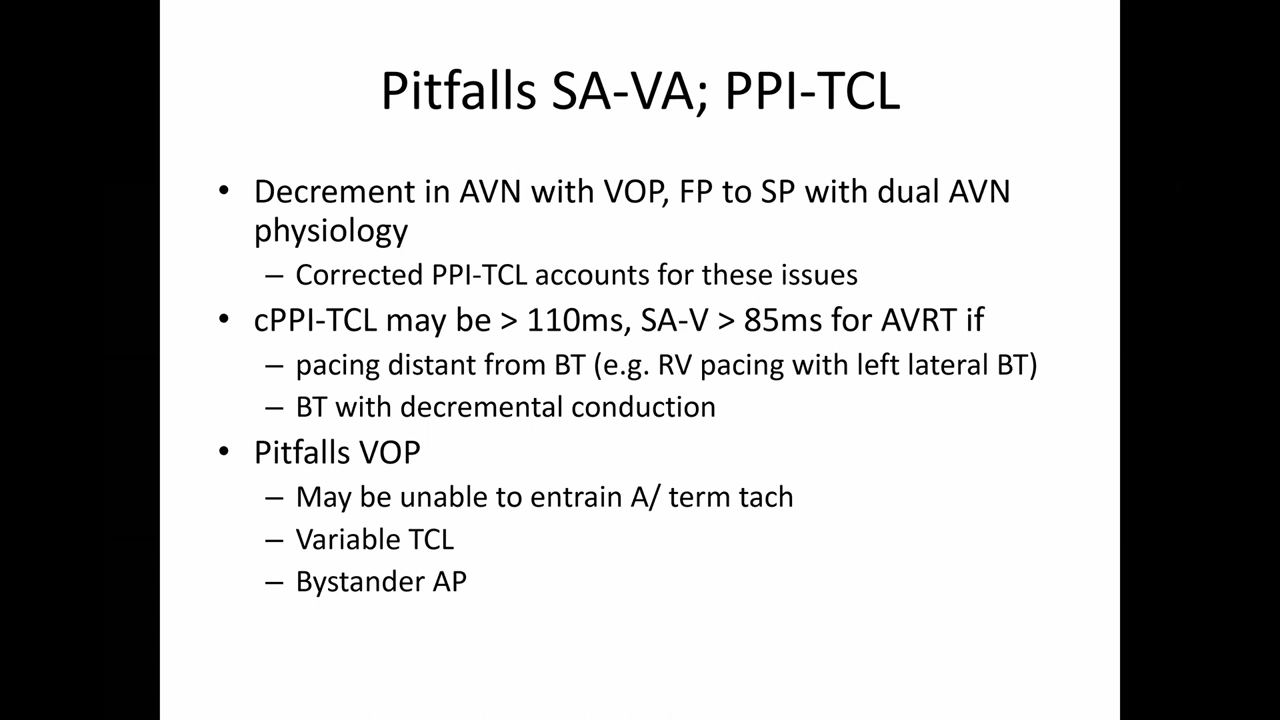 Pitfalls SA-VA; PPI-TCL
• Decrement in AVN with VOP, FP to SP with dual AVN
physiology
– Corrected PPI-TCL accounts for these issues
• cPPI-TCL may be > 110ms, SA-V > 85ms for AVRT if
– pacing distant from BT (e.g. RV pacing with left lateral BT)
– BT with decremental conduction
• Pitfalls VOP
– May be unable to entrain A/ term tach
– Variable TCL
– Bystander AP